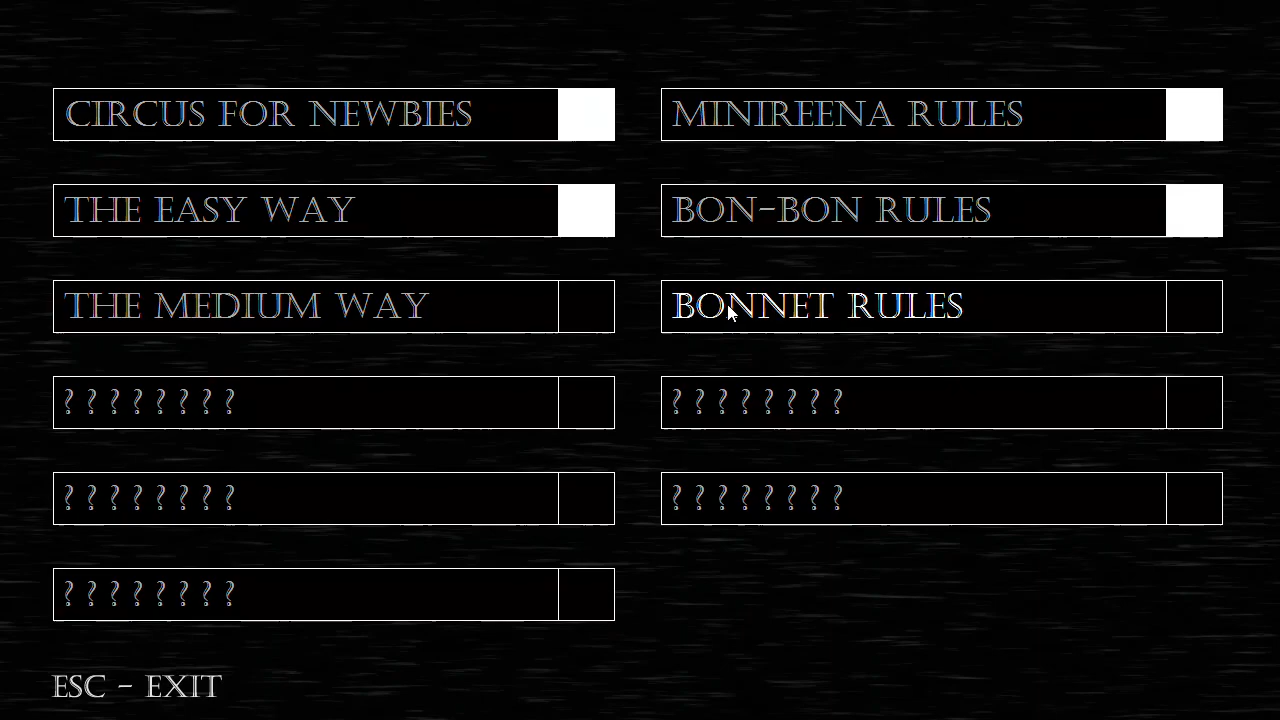 CIRCUS FOR NEWBIES
THE EASY WAY
THE MEDIUM WAY
? ? ? ? ? ? ? ?
? ? ? ? ? ? ? ?
? ? ? ? ? ? ? ?
MINIREENA RULES
BON-BON RULES
BONNET RULES
? ? ? ? ? ? ? ?
? ? ? ? ? ? ? ?
ESC - EXIT